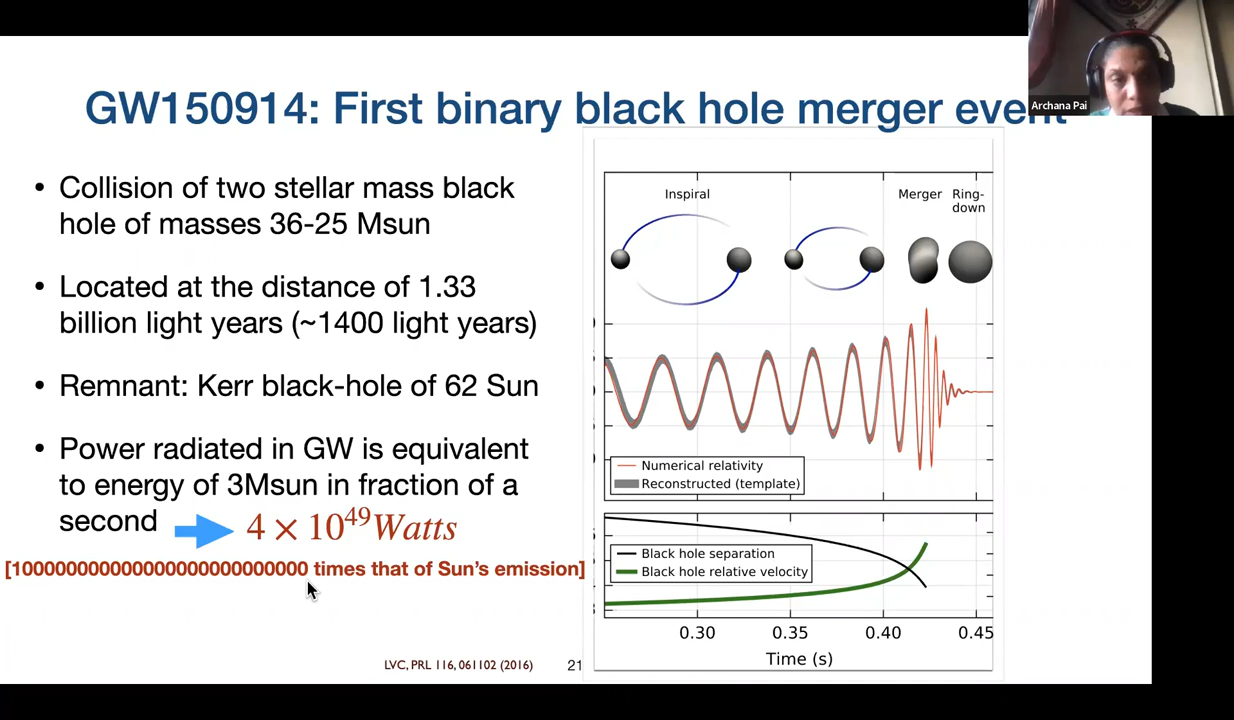 Archana Pai
GW150914: First binary black hole merger event
• Collision of two stellar mass black
hole of masses 36-25 Msun
• Located at the distance of 1.33
billion light years (~1400 light years)
• Remnant: Kerr black-hole of 62 Sun
• Power radiated in GW is equivalent
to energy of 3Msun in fraction of a
second
4 × 10⁴⁹ Watts
times that of Sun's emission]
LVC, PRL 116, 061102 (2016)
21
Inspiral
Merger
Ring-
down
Numerical relativity
Reconstructed (template)
Black hole separation
Black hole relative velocity
0.30 0.35 0.40 0.45
Time (s)